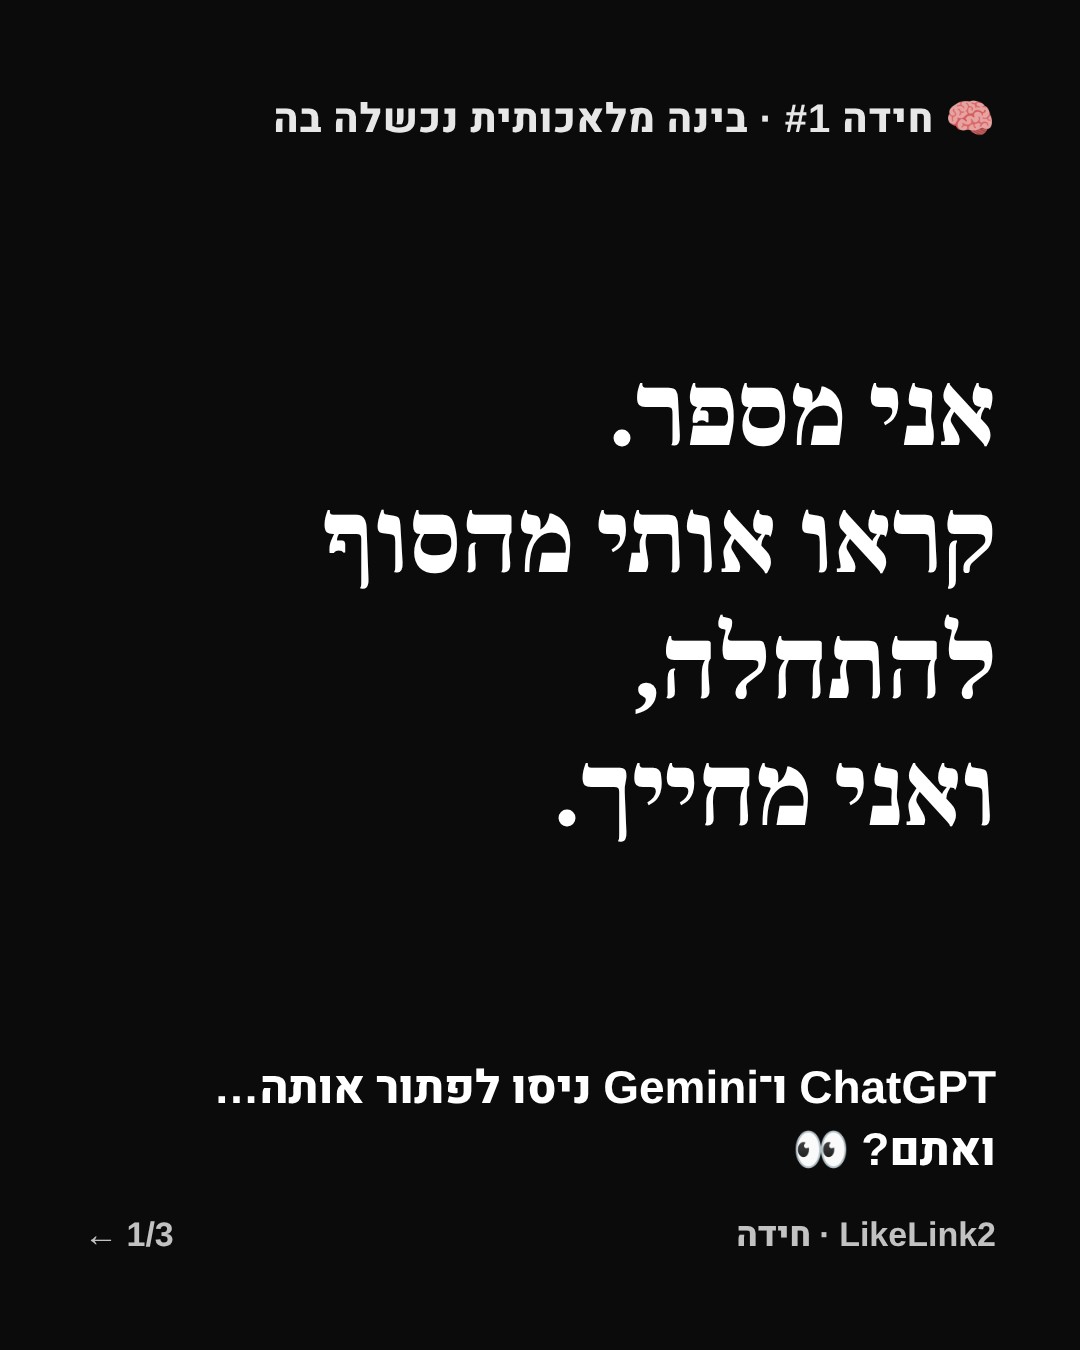 🧠 חידה #1 · בינה מלאכותית נכשלה בה
אני מספר.
קראו אותי מהסוף
להתחלה,
ואני מחייך.
ChatGPT ו־Gemini ניסו לפתור אותה…
ואתם? 👀
LikeLink2 · חידה
1/3 ←